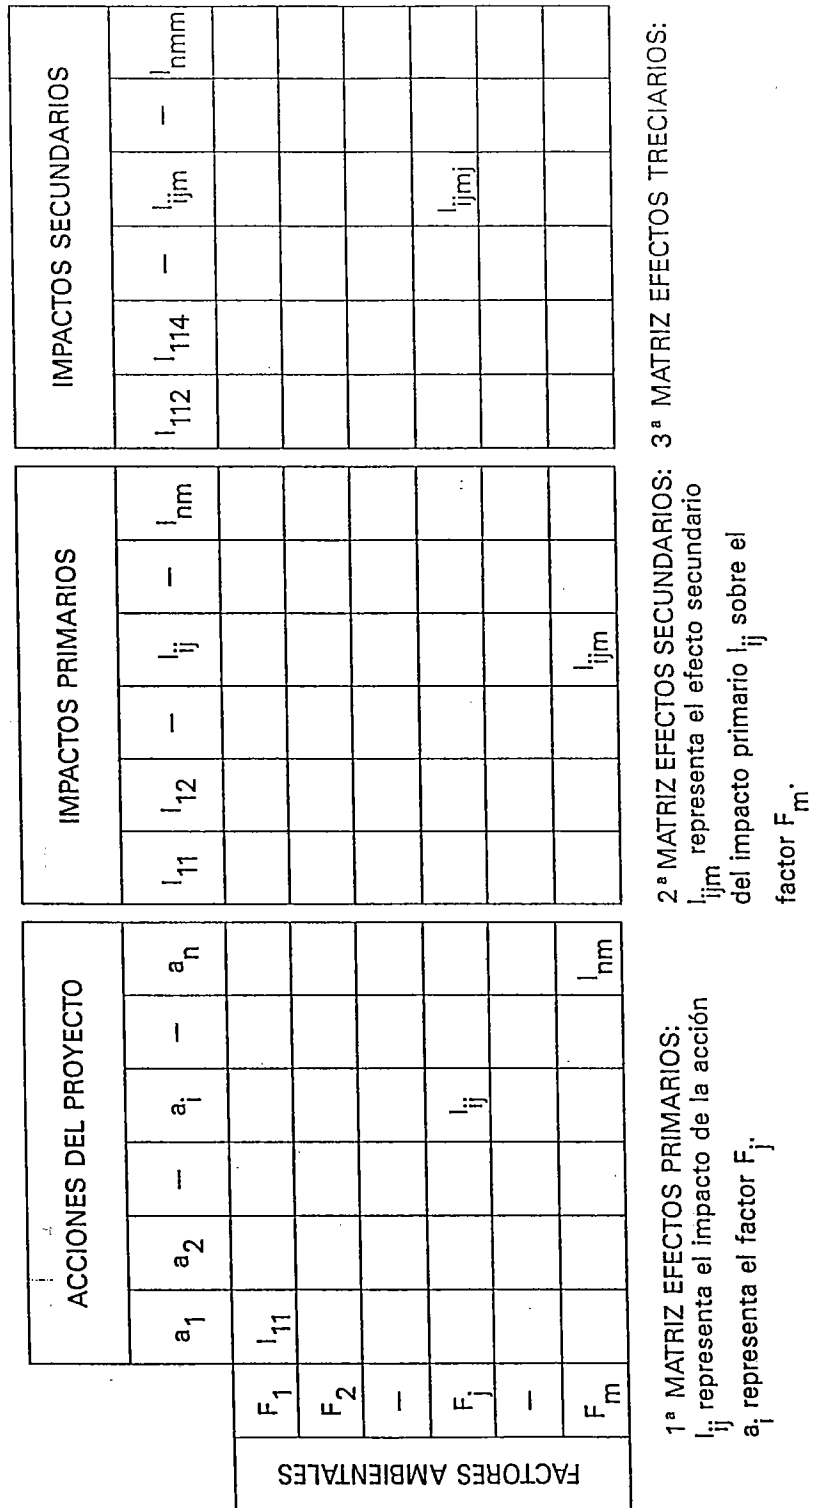 ACCIONES DEL PROYECTO
a1 a2 — ai — an
FACTORES AMBIENTALES
F1 I11
F2
—
Fj Iij
—
Fm Inm
1ª MATRIZ EFECTOS PRIMARIOS:
Iij representa el impacto de la acción
ai representa el factor Fj.
IMPACTOS PRIMARIOS
I11 I12 — Iij — Inm
Iijm
2ª MATRIZ EFECTOS SECUNDARIOS:
Iijm representa el efecto secundario
del impacto primario Iij sobre el
factor Fm.
IMPACTOS SECUNDARIOS
I112 I114 — Iijm — Inmm
Iijmj
3ª MATRIZ EFECTOS TRECIARIOS: